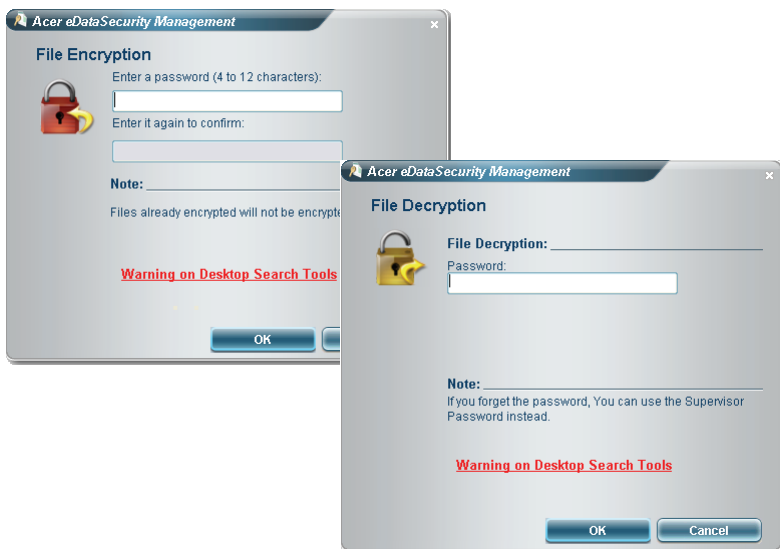 Acer eDataSecurity Management
File Encryption
Enter a password (4 to 12 characters):
Enter it again to confirm:
Note:
Files already encrypted will not be
Warning on Desktop Search Tools
OK
Acer eDataSecurity Management
File Decryption
File Decryption:
Password:
Note:
If you forget the password, You can use the Supervisor
Password instead.
Warning on Desktop Search Tools
OK
Cancel